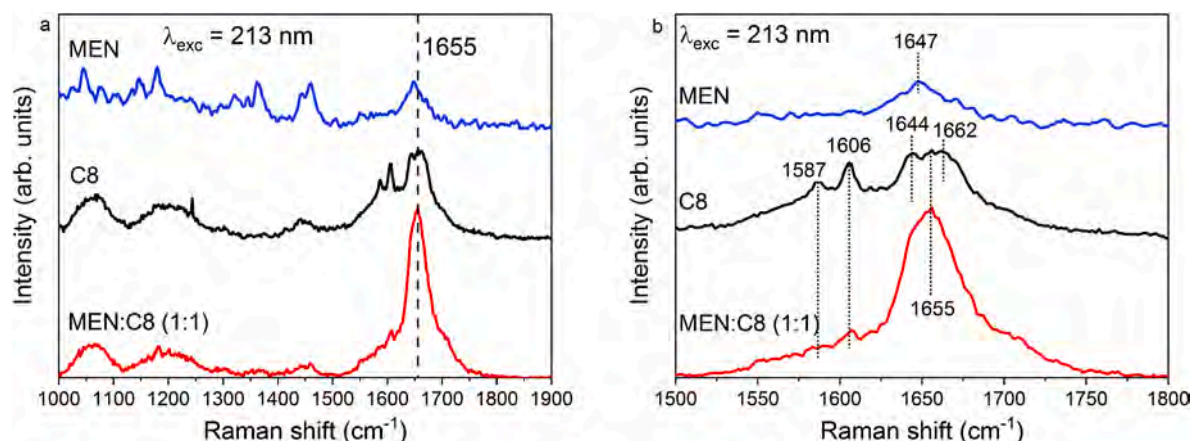 a
λexc = 213 nm
MEN
1655
C8
MEN:C8 (1:1)
Intensity (arb. units)
1000 1100 1200 1300 1400 1500 1600 1700 1800 1900
Raman shift (cm⁻¹)
b
λexc = 213 nm
1647
MEN
1644 1662
1606
1587
C8
1655
MEN:C8 (1:1)
Intensity (arb. units)
1500 1550 1600 1650 1700 1750 1800
Raman shift (cm⁻¹)